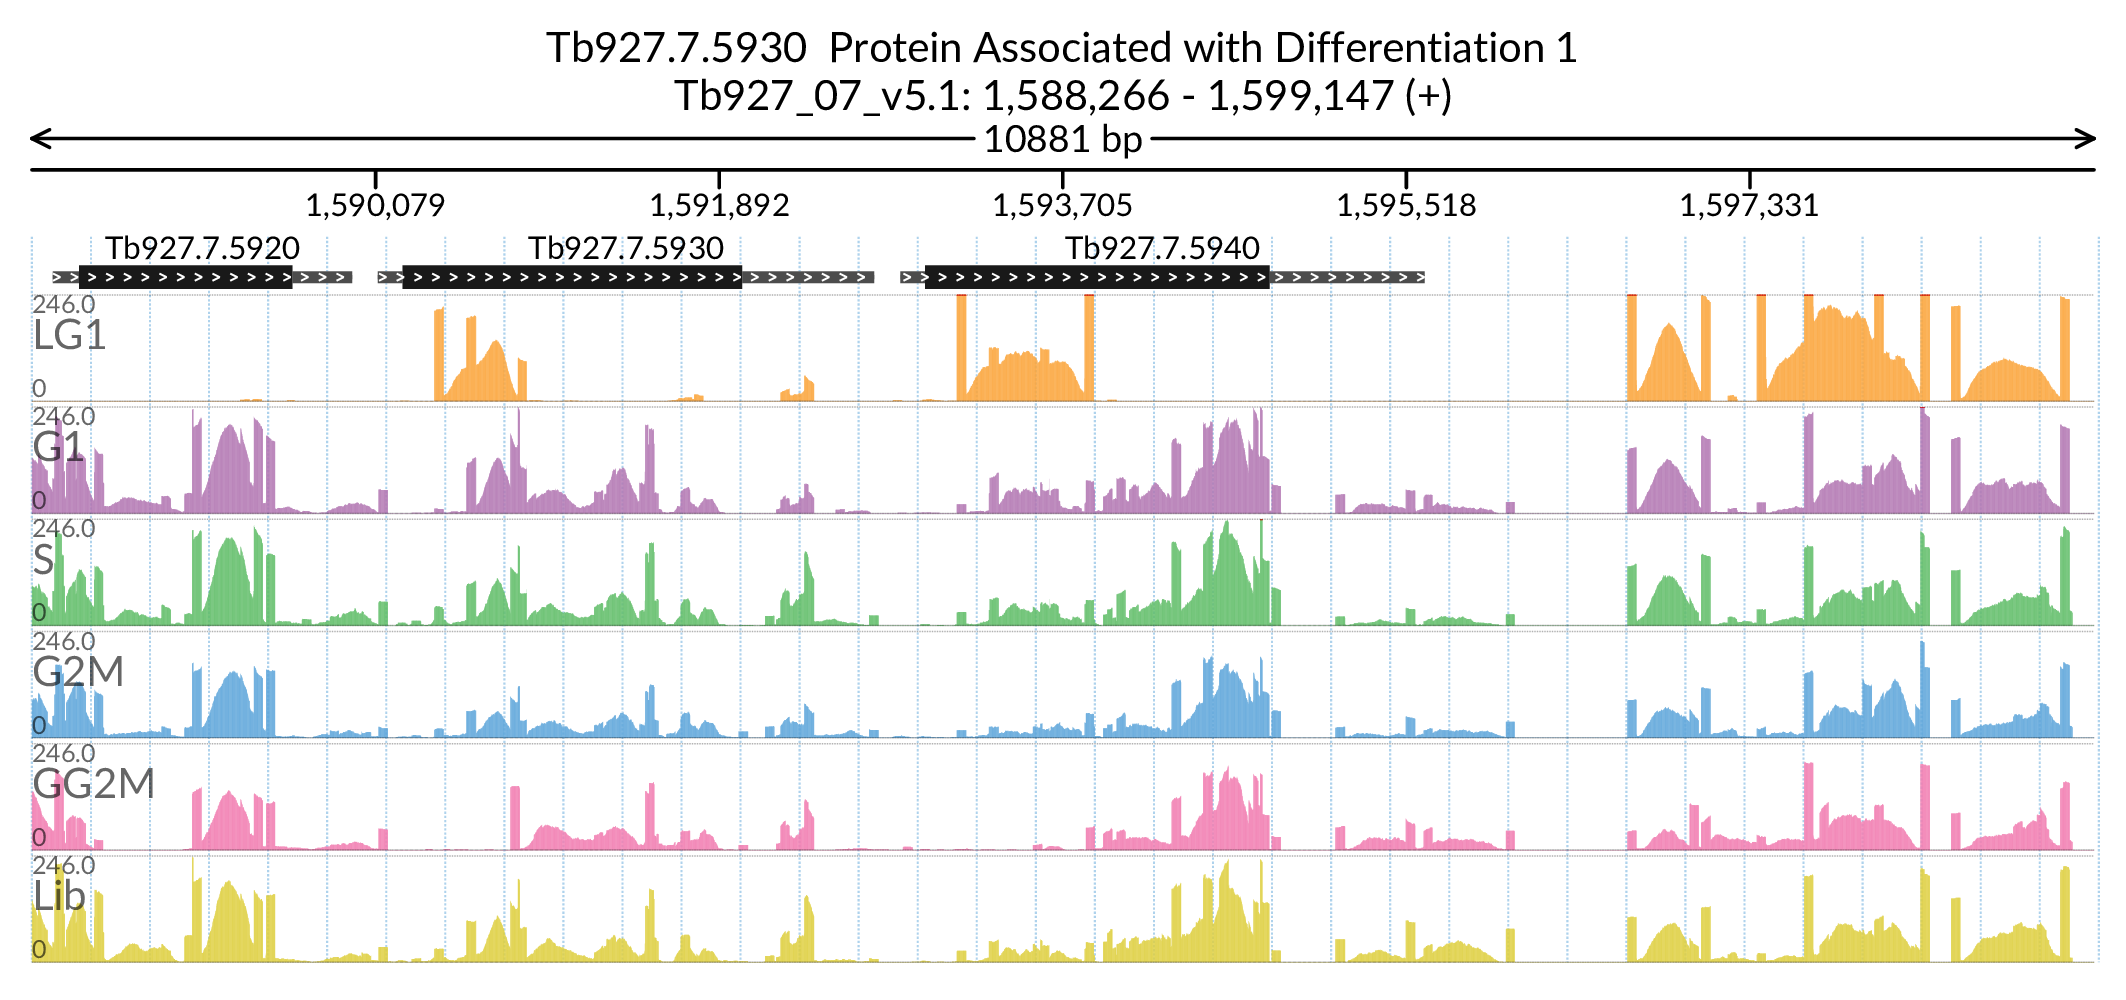 Tb927.7.5930 Protein Associated with Differentiation 1
Tb927_07_v5.1: 1,588,266 - 1,599,147 (+)
10881 bp
1,590,079 1,591,892 1,593,705 1,595,518 1,597,331
Tb927.7.5920 Tb927.7.5930 Tb927.7.5940
246.0
LG1
0
246.0
G1
0
246.0
S
0
246.0
G2M
0
246.0
GG2M
0
246.0
Lib
0